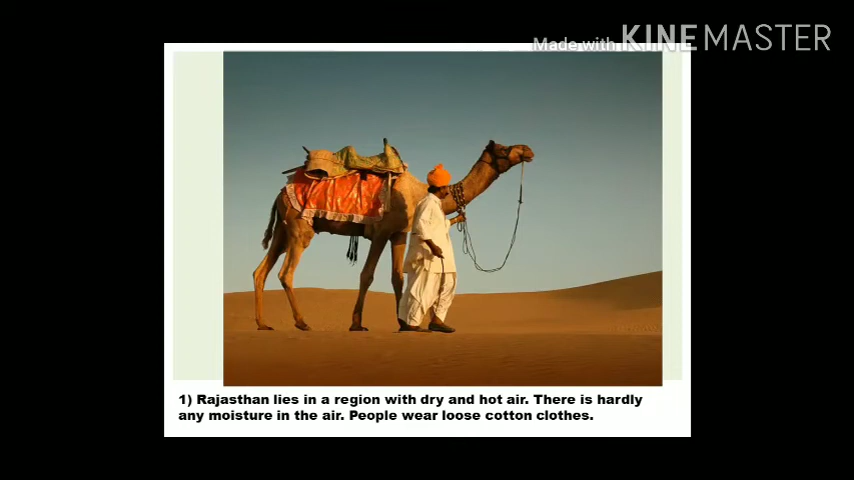 Made with KINEMASTER
1) Rajasthan lies in a region with dry and hot air. There is hardly
any moisture in the air. People wear loose cotton clothes.